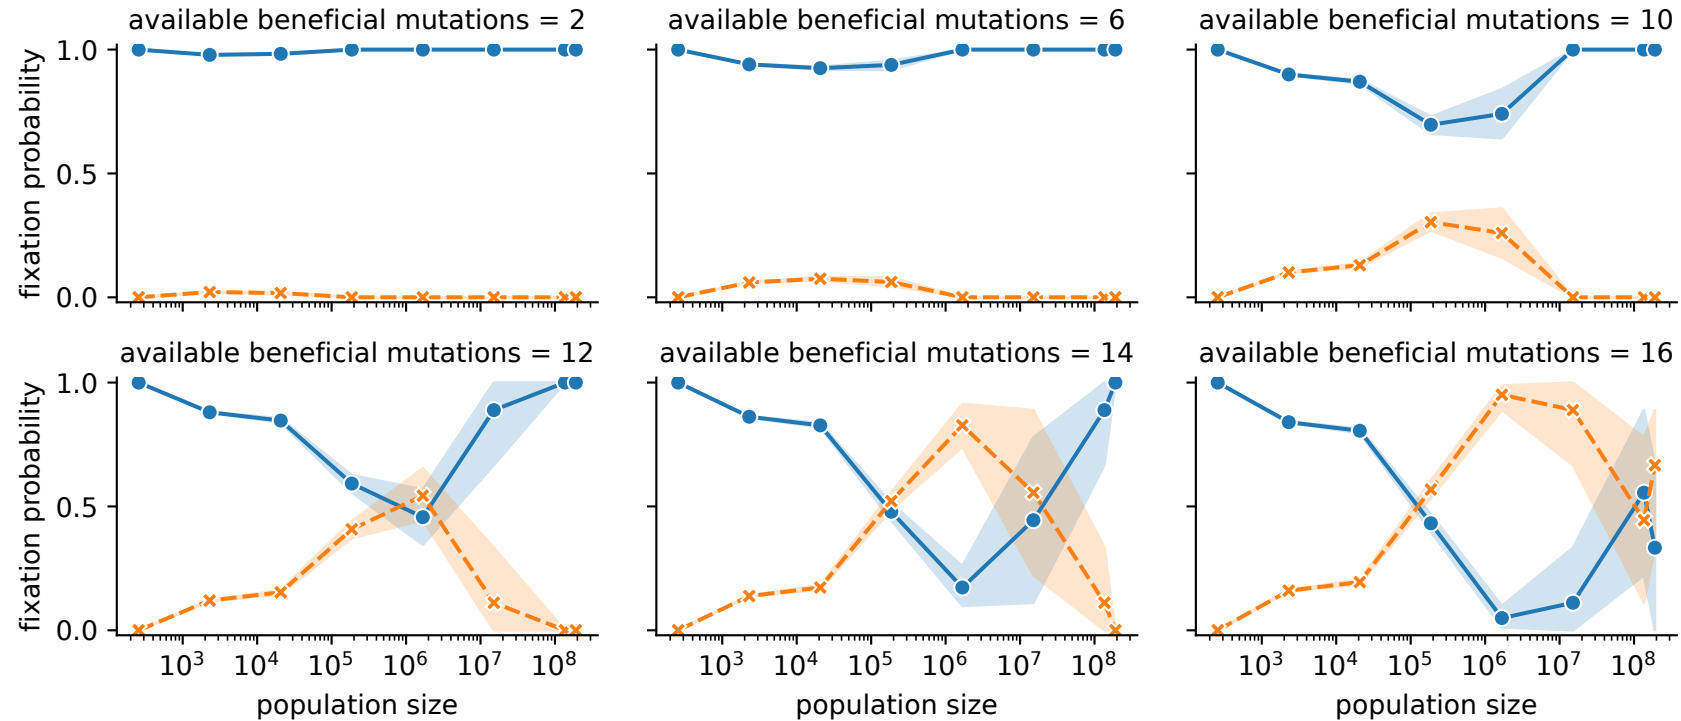 available beneficial mutations = 2
available beneficial mutations = 6
available beneficial mutations = 10
fixation probability
1.0
0.5
0.0
available beneficial mutations = 12
available beneficial mutations = 14
available beneficial mutations = 16
fixation probability
1.0
0.5
0.0
10³ 10⁴ 10⁵ 10⁶ 10⁷ 10⁸
10³ 10⁴ 10⁵ 10⁶ 10⁷ 10⁸
10³ 10⁴ 10⁵ 10⁶ 10⁷ 10⁸
population size
population size
population size